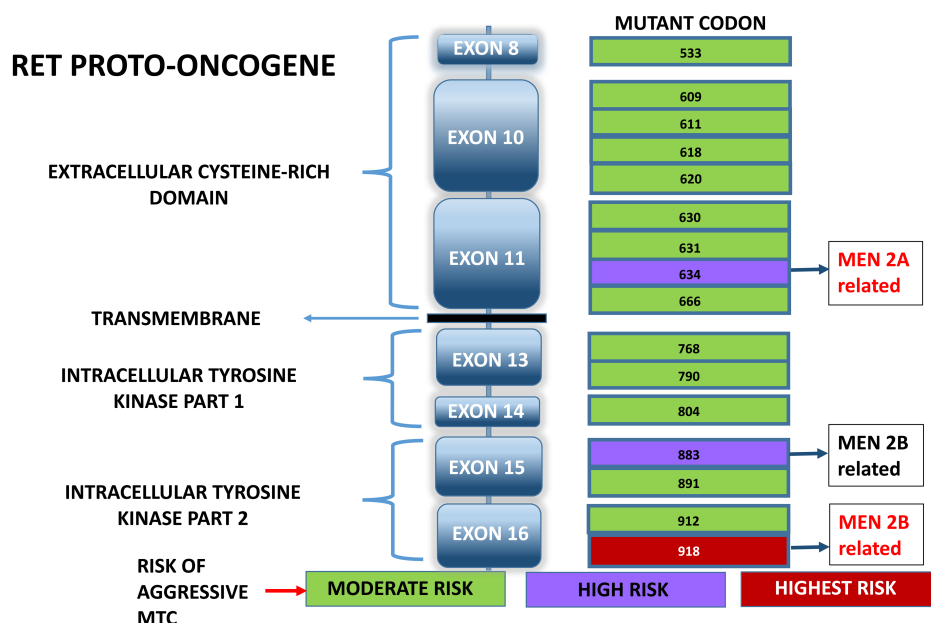 MUTANT CODON
RET PROTO-ONCOGENE
EXON 8
533
EXON 10
609
611
618
620
EXTRACELLULAR CYSTEINE-RICH
DOMAIN
EXON 11
630
631
634
666
MEN 2A
related
TRANSMEMBRANE
EXON 13
768
790
INTRACELLULAR TYROSINE
KINASE PART 1
EXON 14
804
EXON 15
883
891
MEN 2B
related
INTRACELLULAR TYROSINE
KINASE PART 2
EXON 16
912
918
MEN 2B
related
RISK OF
AGGRESSIVE
MTC
MODERATE RISK
HIGH RISK
HIGHEST RISK